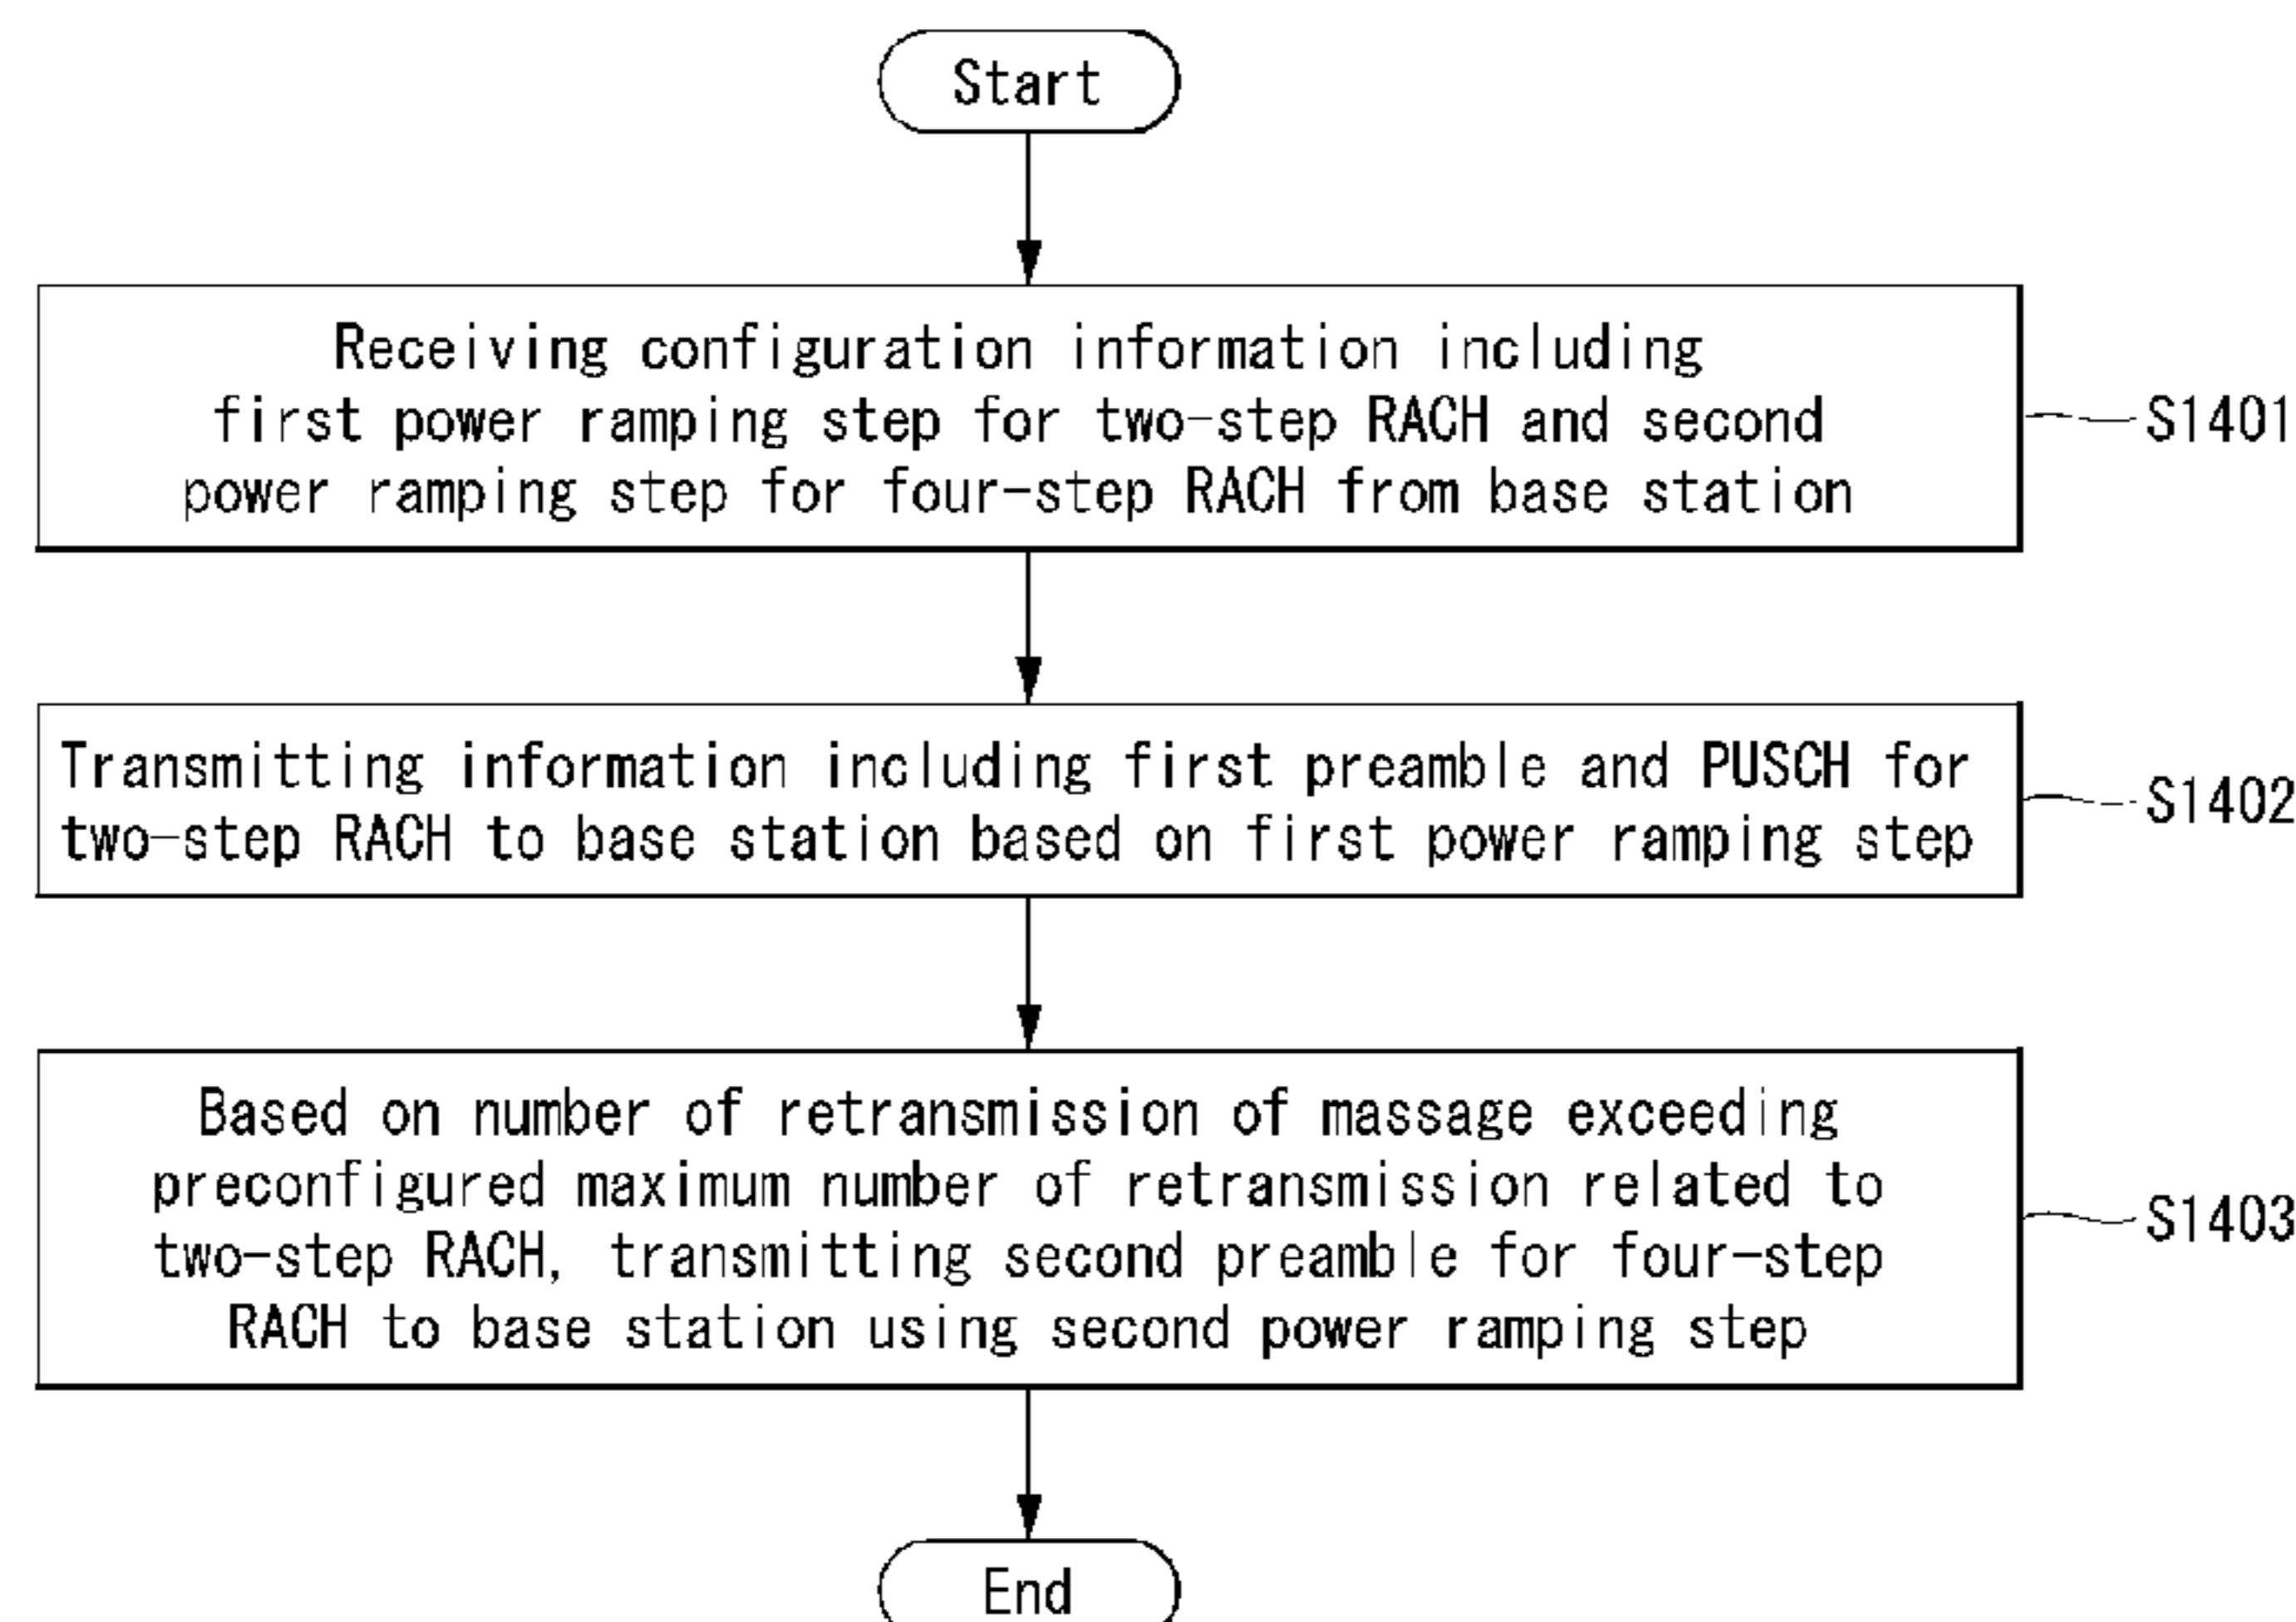 Start
Receiving configuration information including
first power ramping step for two-step RACH and second
power ramping step for four-step RACH from base station
S1401
Transmitting information including first preamble and PUSCH for
two-step RACH to base station based on first power ramping step
S1402
Based on number of retransmission of massage exceeding
preconfigured maximum number of retransmission related to
two-step RACH, transmitting second preamble for four-step
RACH to base station using second power ramping step
S1403
End